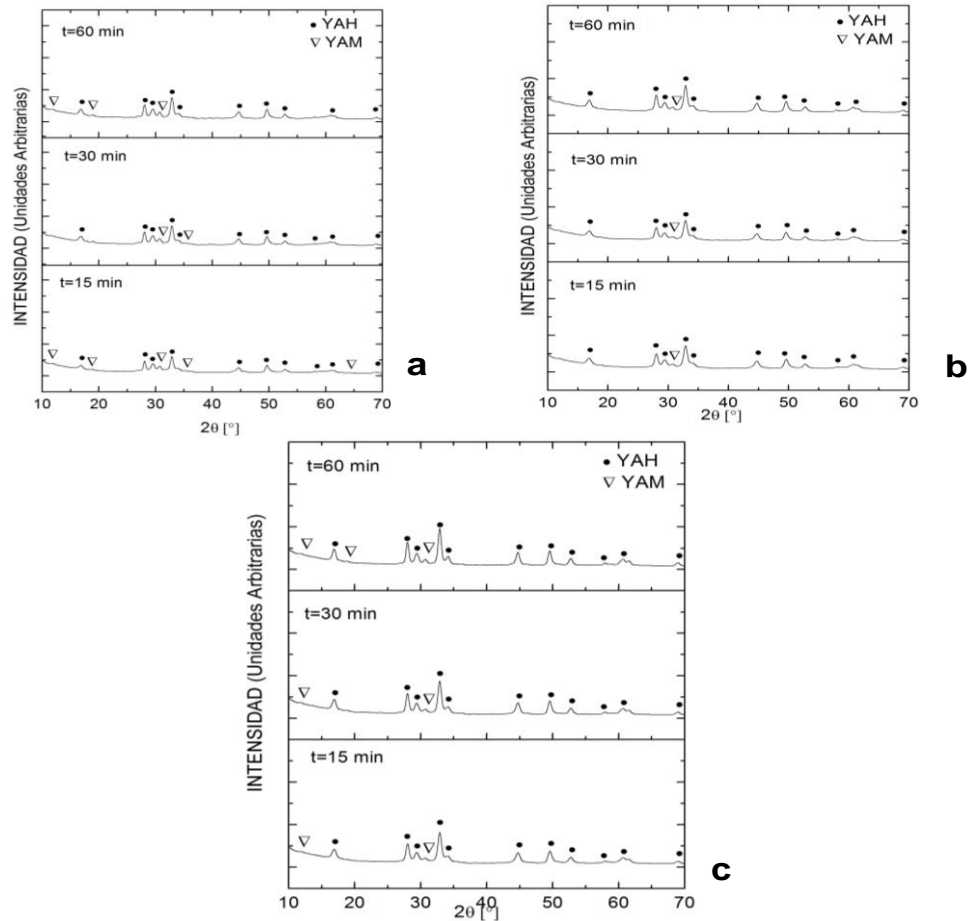 t=60 min
● YAH
▽ YAM
t=30 min
t=15 min
INTENSIDAD (Unidades Arbitrarias)
10 20 30 40 50 60 70
2θ [°]
a
t=60 min
● YAH
▽ YAM
t=30 min
t=15 min
INTENSIDAD (Unidades Arbitrarias)
10 20 30 40 50 60 70
2θ [°]
b
t=60 min
● YAH
▽ YAM
t=30 min
t=15 min
INTENSIDAD (Unidades Arbitrarias)
10 20 30 40 50 60 70
2θ [°]
c